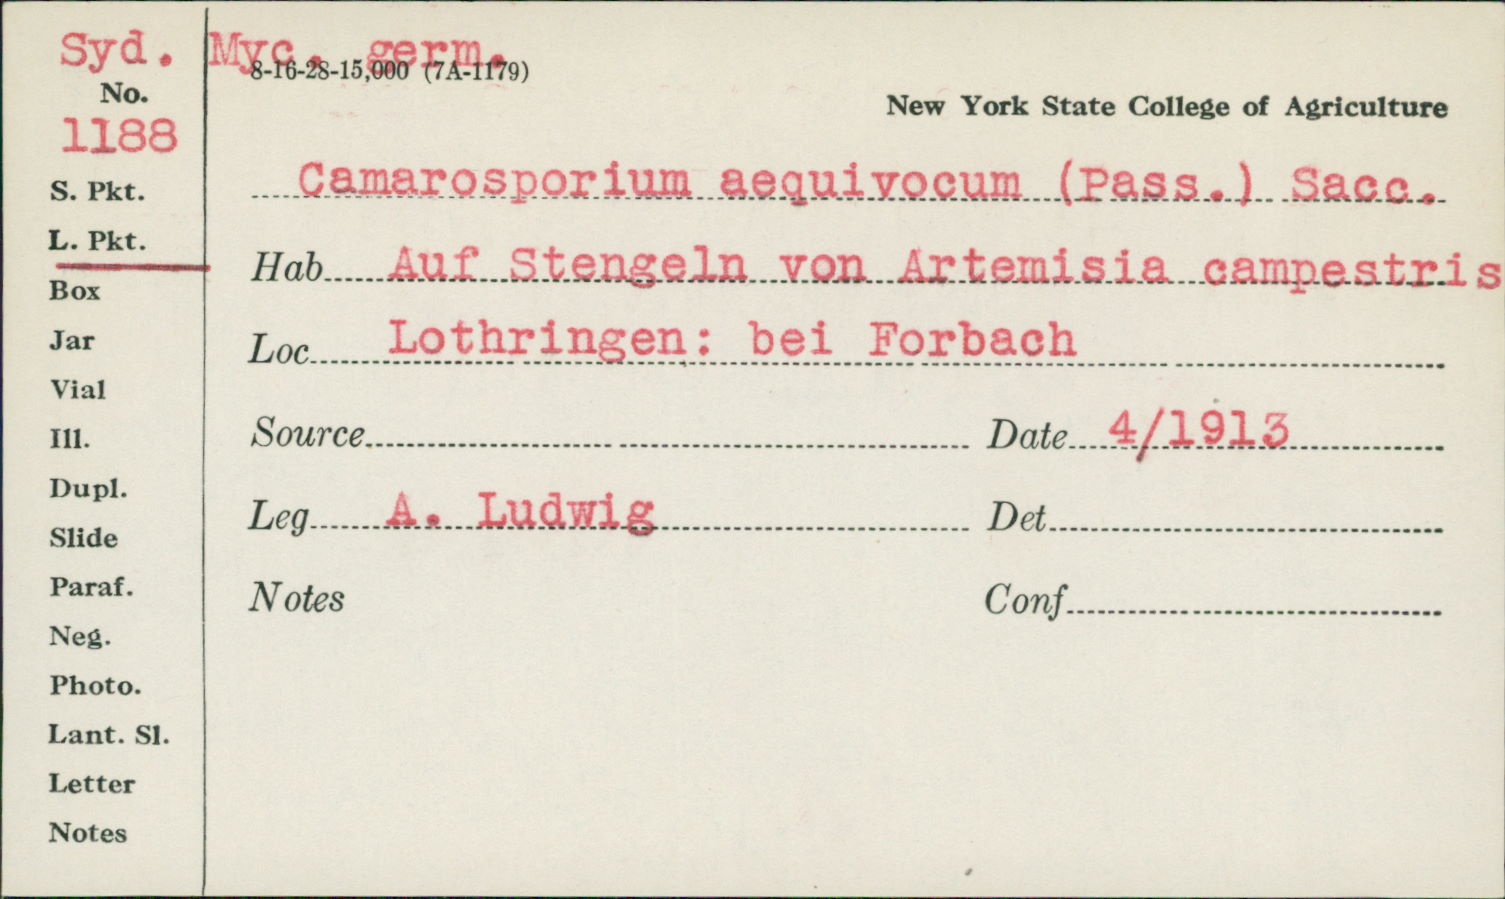 Syd. Myc. germ.
8-16-28-15,000 (7A-1179)
No.
1188
New York State College of Agriculture
S. Pkt.
Camarosporium aequivocum (Pass.) Sacc.
L. Pkt.
Hab Auf Stengeln von Artemisia campestris
Box
Loc Lothringen: bei Forbach
Jar
Vial
Source Date 4/1913
Ill.
Dupl.
Leg A. Ludwig Det
Slide
Paraf.
Notes Conf
Neg.
Photo.
Lant. Sl.
Letter
Notes